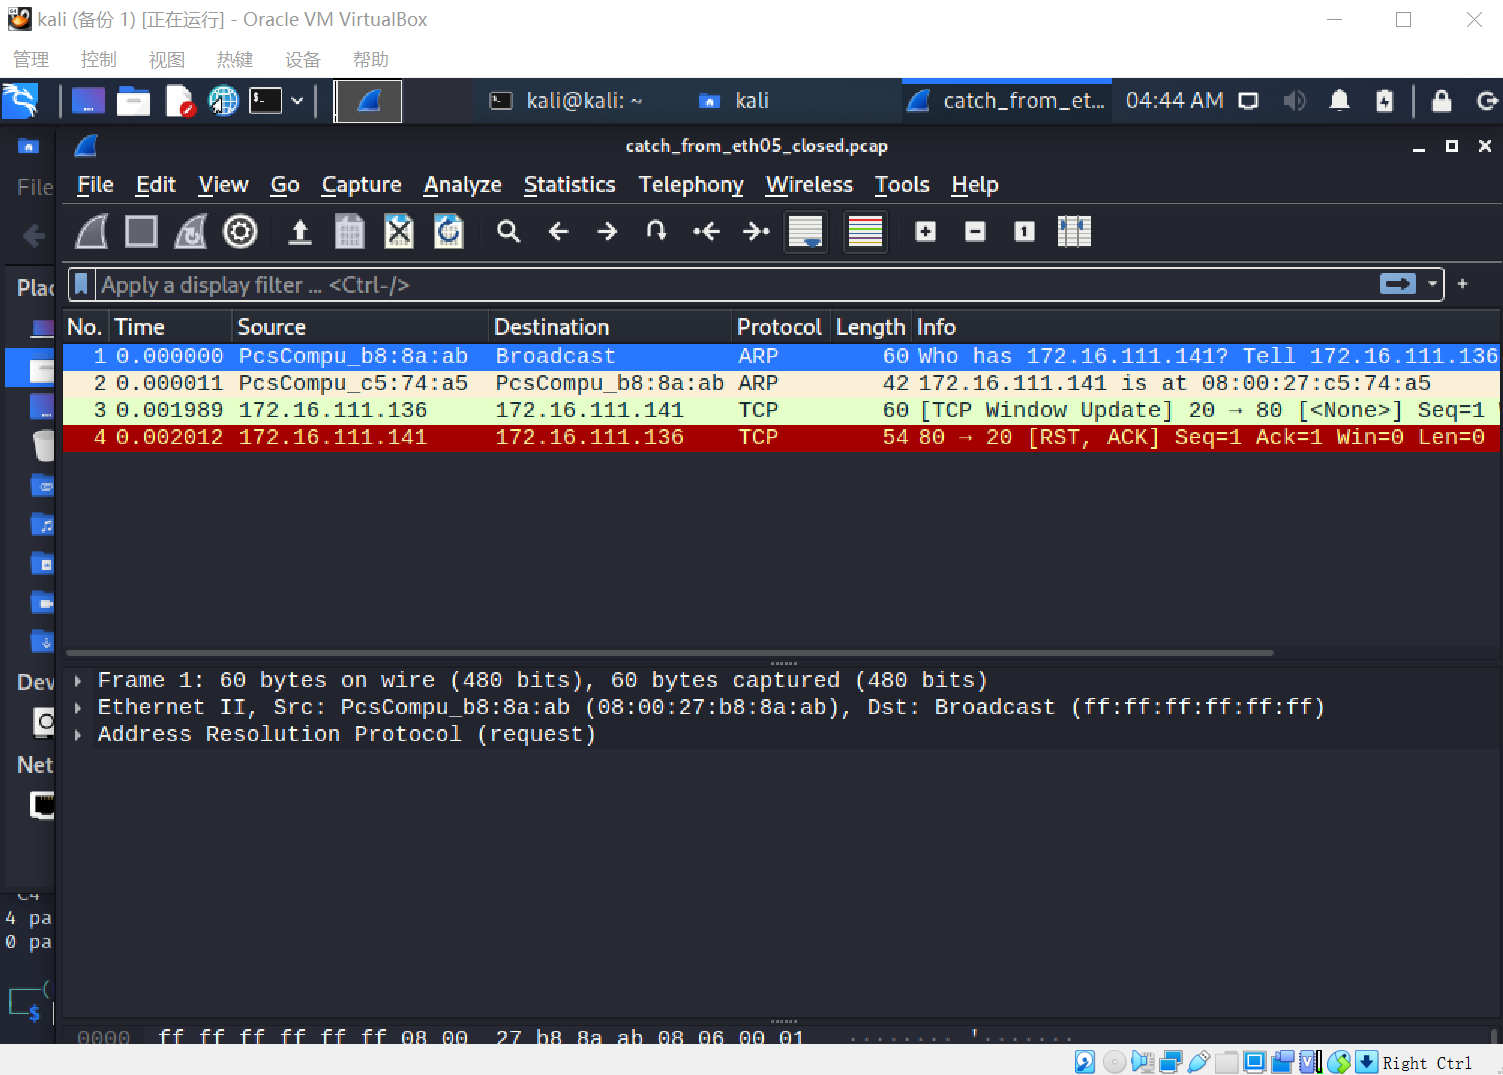 kali (备份 1) [正在运行] - Oracle VM VirtualBox
管理 控制 视图 热键 设备 帮助
kali@kali: ~ kali catch_from_et... 04:44 AM
catch_from_eth05_closed.pcap
File
File Edit View Go Capture Analyze Statistics Telephony Wireless Tools Help
Plac
Apply a display filter ... <Ctrl-/>
No. Time Source Destination Protocol Length Info
1 0.000000 PcsCompu_b8:8a:ab Broadcast ARP 60 Who has 172.16.111.141? Tell 172.16.111.136
2 0.000011 PcsCompu_c5:74:a5 PcsCompu_b8:8a:ab ARP 42 172.16.111.141 is at 08:00:27:c5:74:a5
3 0.001989 172.16.111.136 172.16.111.141 TCP 60 [TCP Window Update] 20 → 80 [<None>] Seq=1
4 0.002012 172.16.111.141 172.16.111.136 TCP 54 80 → 20 [RST, ACK] Seq=1 Ack=1 Win=0 Len=0
Dev
Net
Frame 1: 60 bytes on wire (480 bits), 60 bytes captured (480 bits)
Ethernet II, Src: PcsCompu_b8:8a:ab (08:00:27:b8:8a:ab), Dst: Broadcast (ff:ff:ff:ff:ff:ff)
Address Resolution Protocol (request)
4 pa
0 pa
$
0000 ff ff ff ff ff ff 08 00 27 b8 8a ab 08 06 00 01 ········ '·······
Right Ctrl